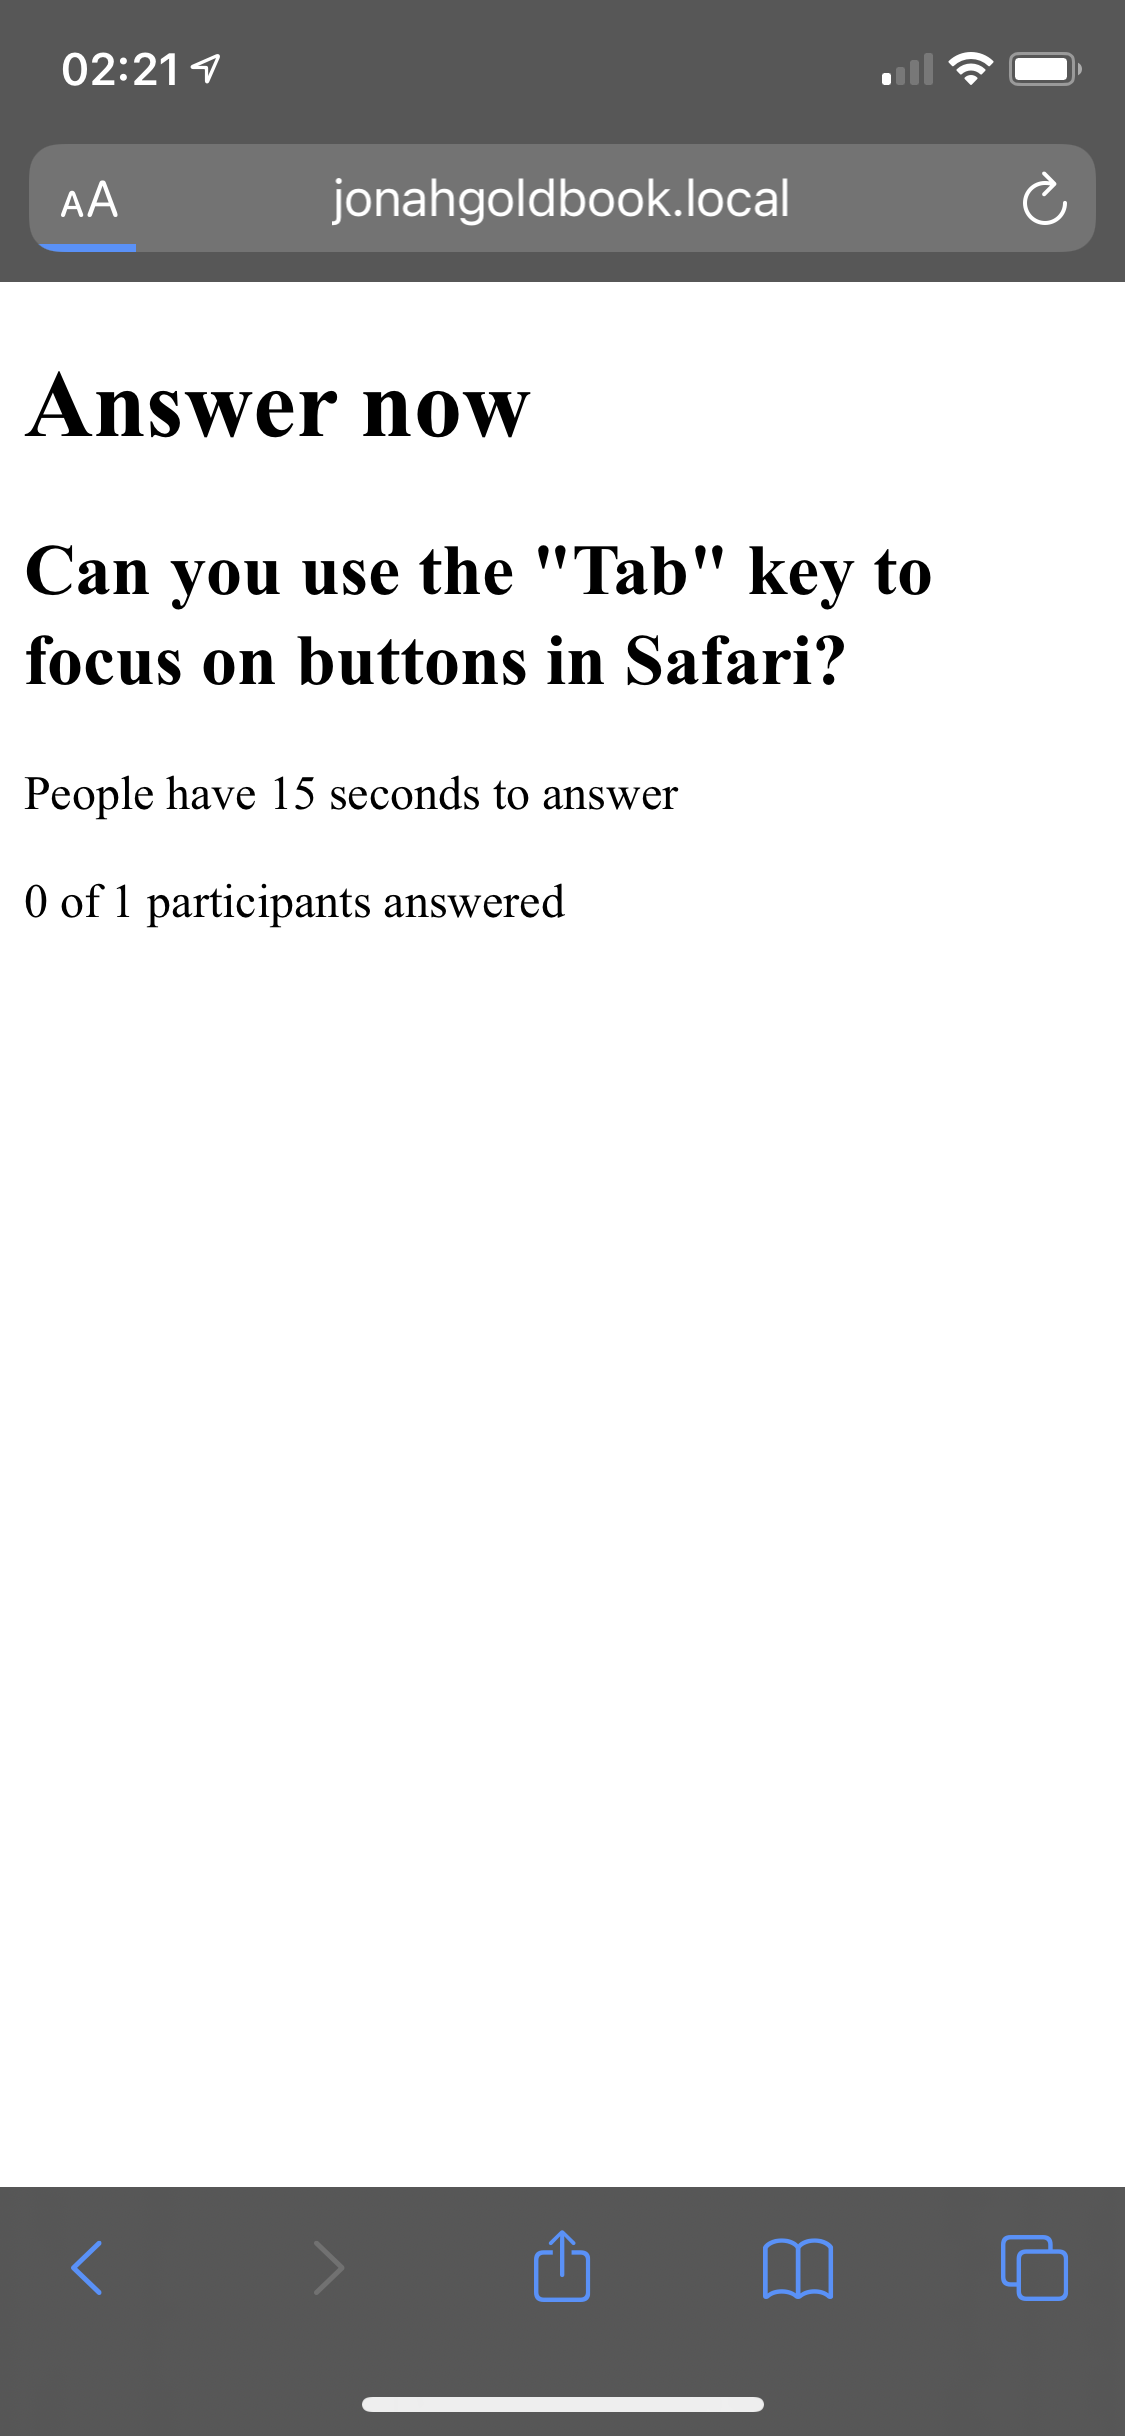 02:21
AA jonahgoldbook.local
Answer now
Can you use the "Tab" key to
focus on buttons in Safari?
People have 15 seconds to answer
0 of 1 participants answered